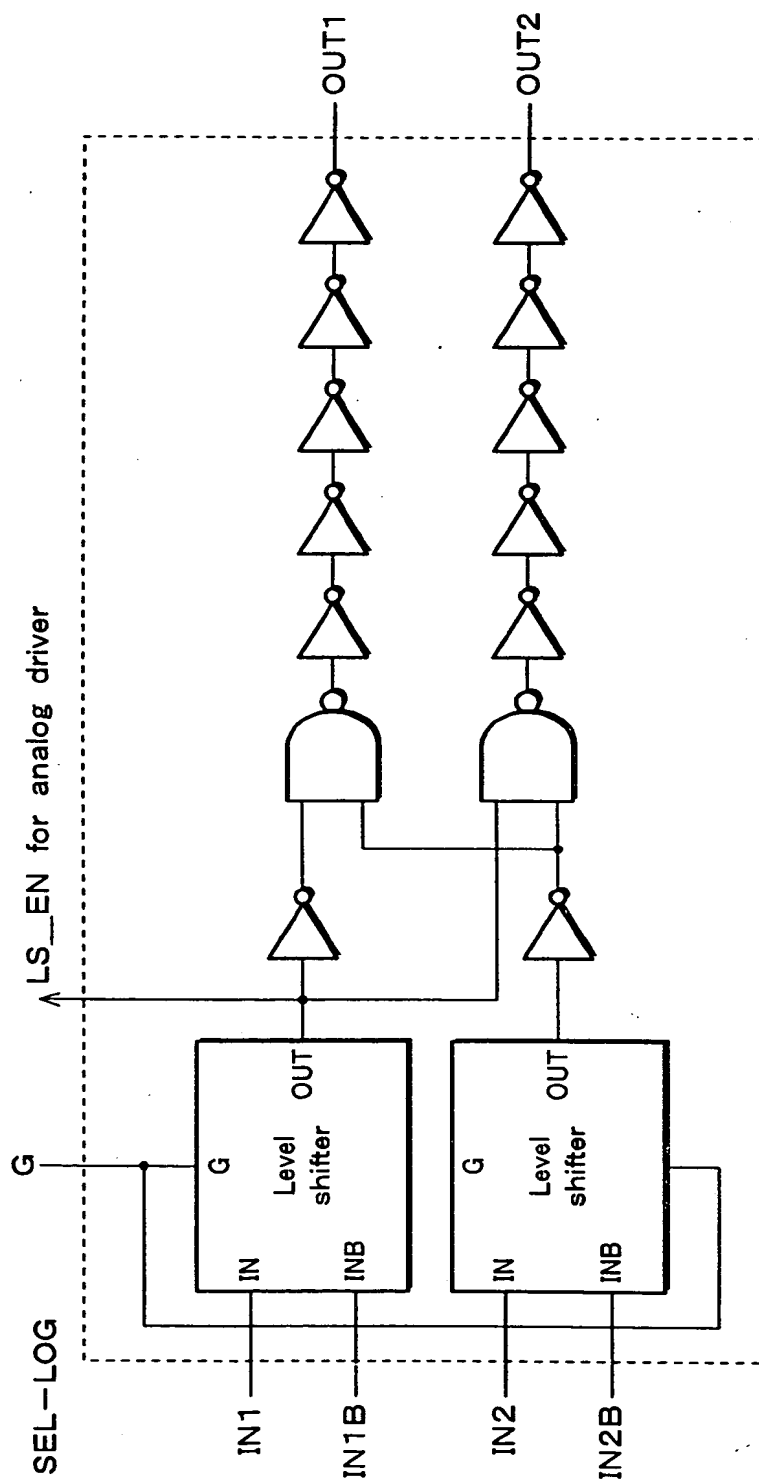 SEL-LOG
G
LS_EN for analog driver
IN1
IN1B
IN2
IN2B
G
IN
INB
Level
shifter
OUT
G
IN
INB
Level
shifter
OUT
OUT1
OUT2